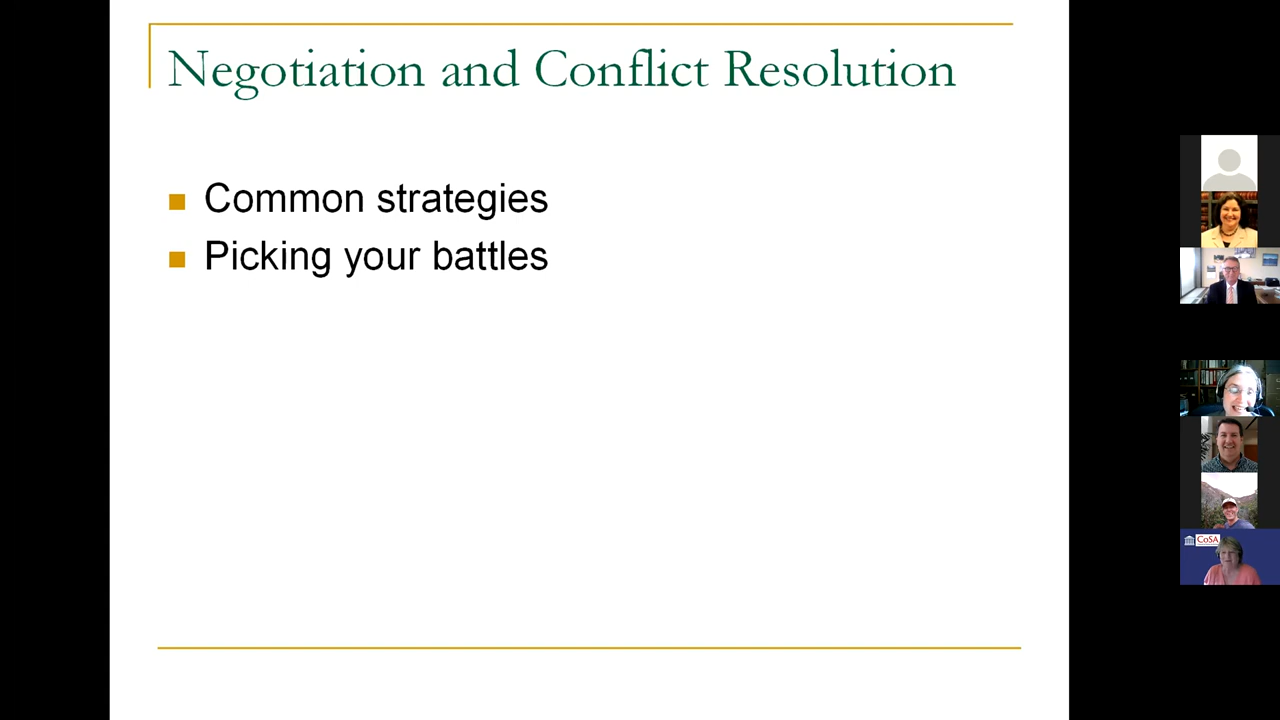 Negotiation and Conflict Resolution
Common strategies
Picking your battles
CoSA